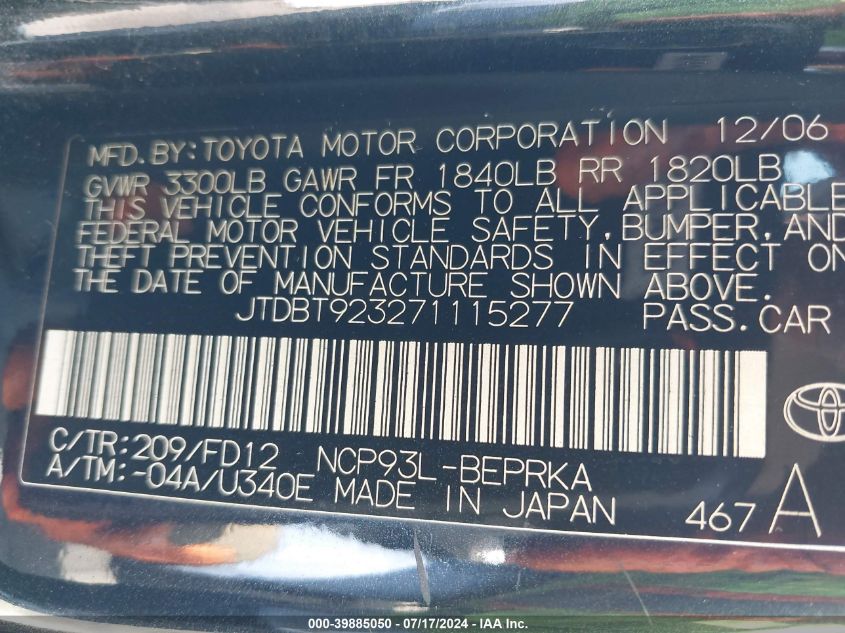 MFD. BY: TOYOTA MOTOR CORPORATION 12/06
GVWR 3300LB GAWR FR 1840LB RR 1820LB
THIS VEHICLE CONFORMS TO ALL APPLICABLE
FEDERAL MOTOR VEHICLE SAFETY, BUMPER, AND
THEFT PREVENTION STANDARDS IN EFFECT ON
THE DATE OF MANUFACTURE SHOWN ABOVE.
JTDBT923271115277 PASS. CAR
C/TR: 209/FD12 NCP93L-BEPRKA
A/TM: -04A/U340E MADE IN JAPAN 467 A
000-39885050 - 07/17/2024 - IAA Inc.